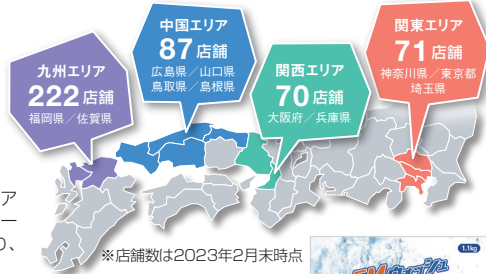 中国エリア
87店舗
広島県／山口県
鳥取県／島根県
関東エリア
71店舗
神奈川県／東京都
埼玉県
九州エリア
222店舗
福岡県／佐賀県
関西エリア
70店舗
大阪府／兵庫県
ア
ー
り、
※店舗数は2023年2月末時点
1.1kg